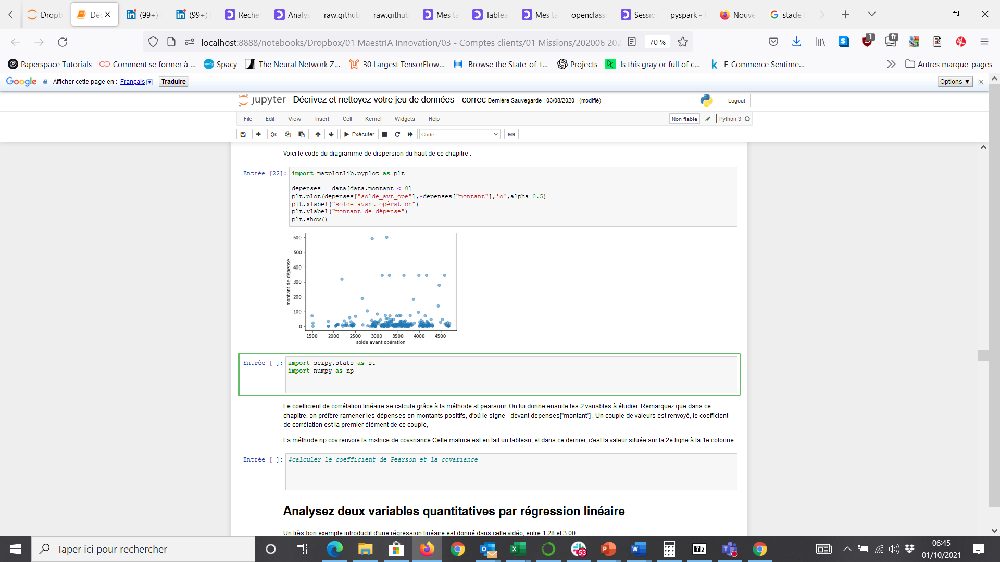 Dropb
Déc
(99+)
(99+)
Reche
Analys
raw.github
raw.github
Mes ta
Tablea
Mes ta
openclassr
Sessio
pyspark - F
Nouve
stade
localhost:8888/notebooks/Dropbox/01 MaestrIA Innovation/03 - Comptes clients/01 Missions/202006 202
70 %
1
fr
Paperspace Tutorials
Comment se former à ...
Spacy
The Neural Network Z...
30 Largest TensorFlow...
Browse the State-of-t...
Projects
Is this gray or full of c...
E-Commerce Sentime...
Autres marque-pages
Google
Afficher cette page en :
Français
Traduire
Options ▼
jupyter
Décrivez et nettoyez votre jeu de données - correc Dernière Sauvegarde : 03/08/2020 (modifié)
Logout
File
Edit
View
Insert
Cell
Kernel
Widgets
Help
Non fiable
Python 3
Exécuter
Code
Voici le code du diagramme de dispersion du haut de ce chapitre :
Entrée [22]:
import matplotlib.pyplot as plt
depenses = data[data.montant < 0]
plt.plot(depenses["solde_avt_ope"],-depenses["montant"],'o',alpha=0.5)
plt.xlabel("solde avant opération")
plt.ylabel("montant de dépense")
plt.show()
600
500
400
300
200
100
0
montant de dépense
1500 2000 2500 3000 3500 4000 4500
solde avant opération
Entrée [ ]:
import scipy.stats as st
import numpy as np
Le coefficient de corrélation linéaire se calcule grâce à la méthode st.pearsonr. On lui donne ensuite les 2 variables à étudier. Remarquez que dans ce
chapitre, on préfère ramener les dépenses en montants positifs, d'où le signe - devant depenses["montant"] . Un couple de valeurs est renvoyé, le coefficient
de corrélation est la premier élément de ce couple,
La méthode np.cov renvoie la matrice de covariance Cette matrice est en fait un tableau, et dans ce dernier, c'est la valeur située sur la 2e ligne à la 1e colonne
Entrée [ ]:
#calculer le coefficient de Pearson et la covariance
Analysez deux variables quantitatives par régression linéaire
Un très bon exemple introductif d'une régression linéaire est donné dans cette vidéo, entre 1:28 et 3:00
Taper ici pour rechercher
53
7z
06:45
01/10/2021